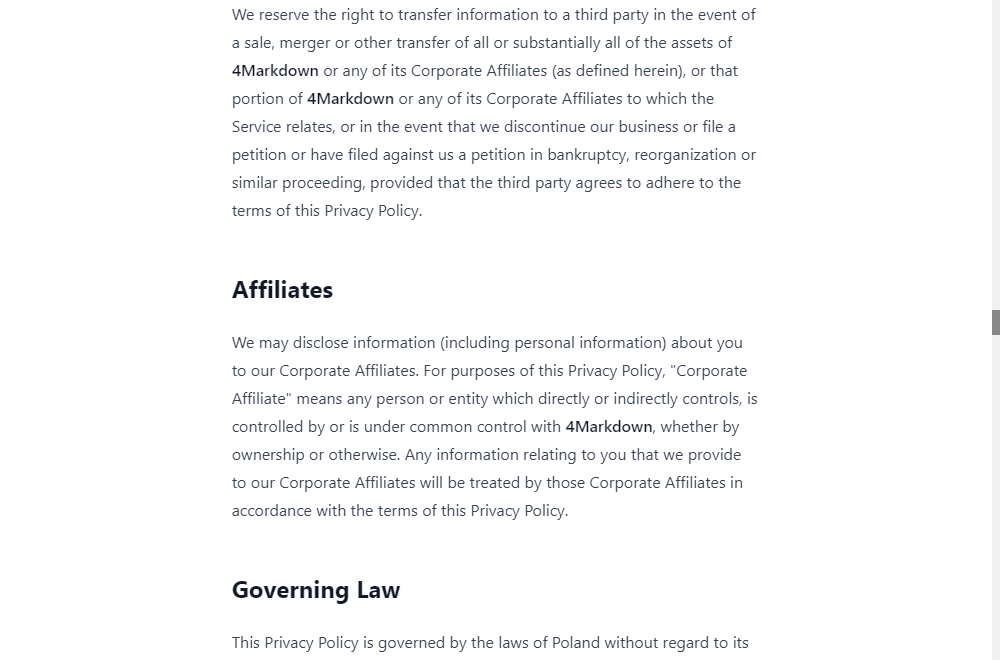 We reserve the right to transfer information to a third party in the event of
a sale, merger or other transfer of all or substantially all of the assets of
4Markdown or any of its Corporate Affiliates (as defined herein), or that
portion of 4Markdown or any of its Corporate Affiliates to which the
Service relates, or in the event that we discontinue our business or file a
petition or have filed against us a petition in bankruptcy, reorganization or
similar proceeding, provided that the third party agrees to adhere to the
terms of this Privacy Policy.
Affiliates
We may disclose information (including personal information) about you
to our Corporate Affiliates. For purposes of this Privacy Policy, "Corporate
Affiliate" means any person or entity which directly or indirectly controls, is
controlled by or is under common control with 4Markdown, whether by
ownership or otherwise. Any information relating to you that we provide
to our Corporate Affiliates will be treated by those Corporate Affiliates in
accordance with the terms of this Privacy Policy.
Governing Law
This Privacy Policy is governed by the laws of Poland without regard to its